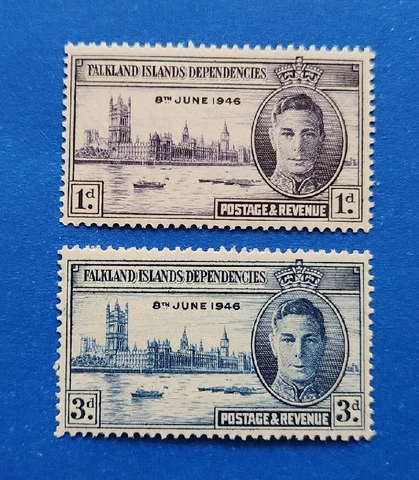 FALKLAND ISLANDS DEPENDENCIES
8TH JUNE 1946
1d. 1d.
POSTAGE & REVENUE
FALKLAND ISLANDS DEPENDENCIES
8TH JUNE 1946
3d. 3d.
POSTAGE & REVENUE